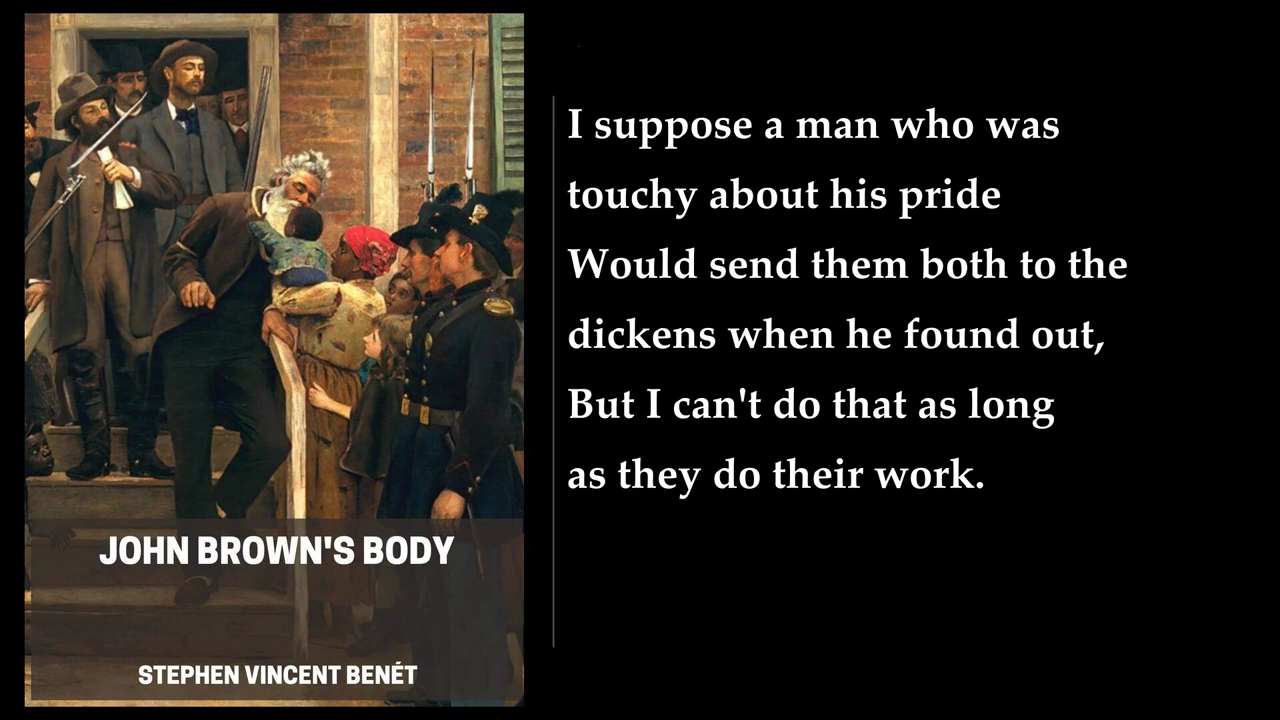 JOHN BROWN'S BODY
STEPHEN VINCENT BENÉT
I suppose a man who was
touchy about his pride
Would send them both to the
dickens when he found out,
But I can't do that as long
as they do their work.